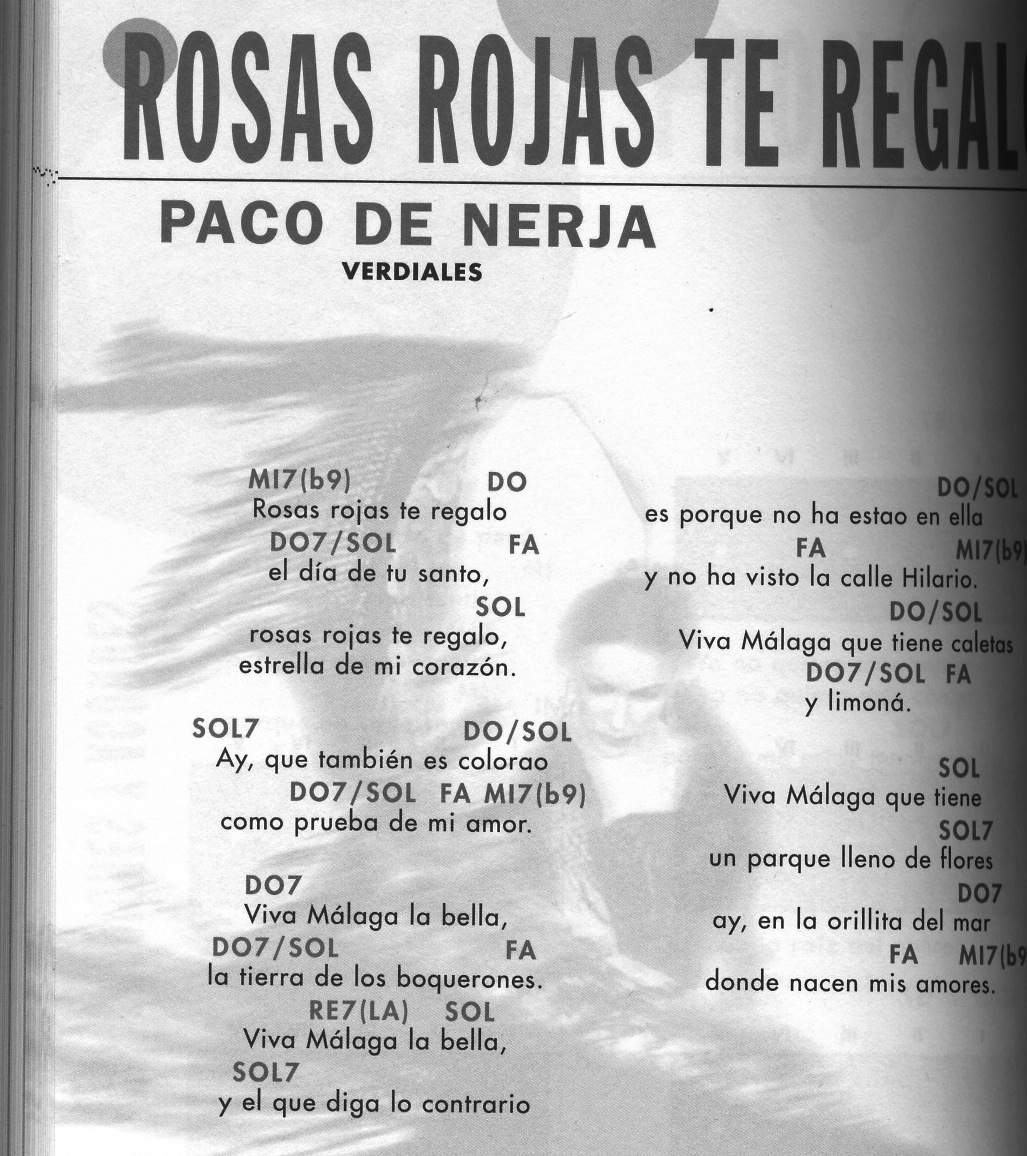 ROSAS ROJAS TE
PACO DE NERJA
VERDIALES
MI7(b9) DO
Rosas rojas te regalo
DO7/SOL FA
el día de tu santo,
SOL
rosas rojas te regalo,
estrella de mi corazón.
SOL7 DO/SOL
Ay, que también es colorao
DO7/SOL FA MI7(b9)
como prueba de mi amor.
DO7
Viva Málaga la bella,
DO7/SOL FA
la tierra de los boquerones.
RE7(LA) SOL
Viva Málaga la bella,
SOL7
y el que diga lo contrario
DO/SOL
es porque no ha estao en ella
FA MI7(b9)
y no ha visto la calle Hilario.
DO/SOL
Viva Málaga que tiene caletas
DO7/SOL FA
y limoná.
SOL
Viva Málaga que tiene
SOL7
un parque lleno de flores
DO7
ay, en la orillita del mar
FA MI7(b9
donde nacen mis amores.